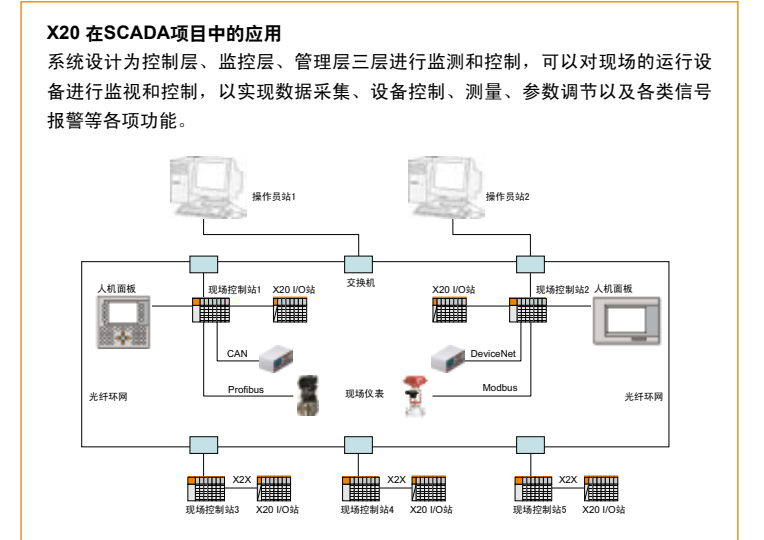 X20 在SCADA项目中的应用
系统设计为控制层、监控层、管理层三层进行监测和控制，可以对现场的运行设
备进行监视和控制，以实现数据采集、设备控制、测量、参数调节以及各类信号
报警等各项功能。
操作员站1
操作员站2
交换机
人机面板
现场控制站1
X20 I/O站
X20 I/O站
现场控制站2
人机面板
CAN
DeviceNet
Profibus
现场仪表
Modbus
光纤环网
光纤环网
X2X
X2X
X2X
现场控制站3
X20 I/O站
现场控制站4
X20 I/O站
现场控制站5
X20 I/O站